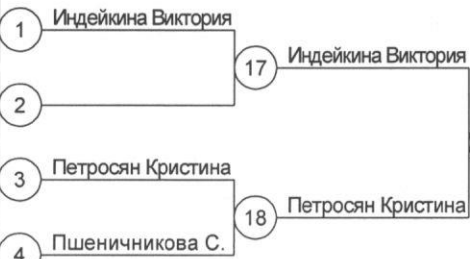 1 Индейкина Виктория
17 Индейкина Виктория
2
3 Петросян Кристина
18 Петросян Кристина
4 Пшеничникова С.